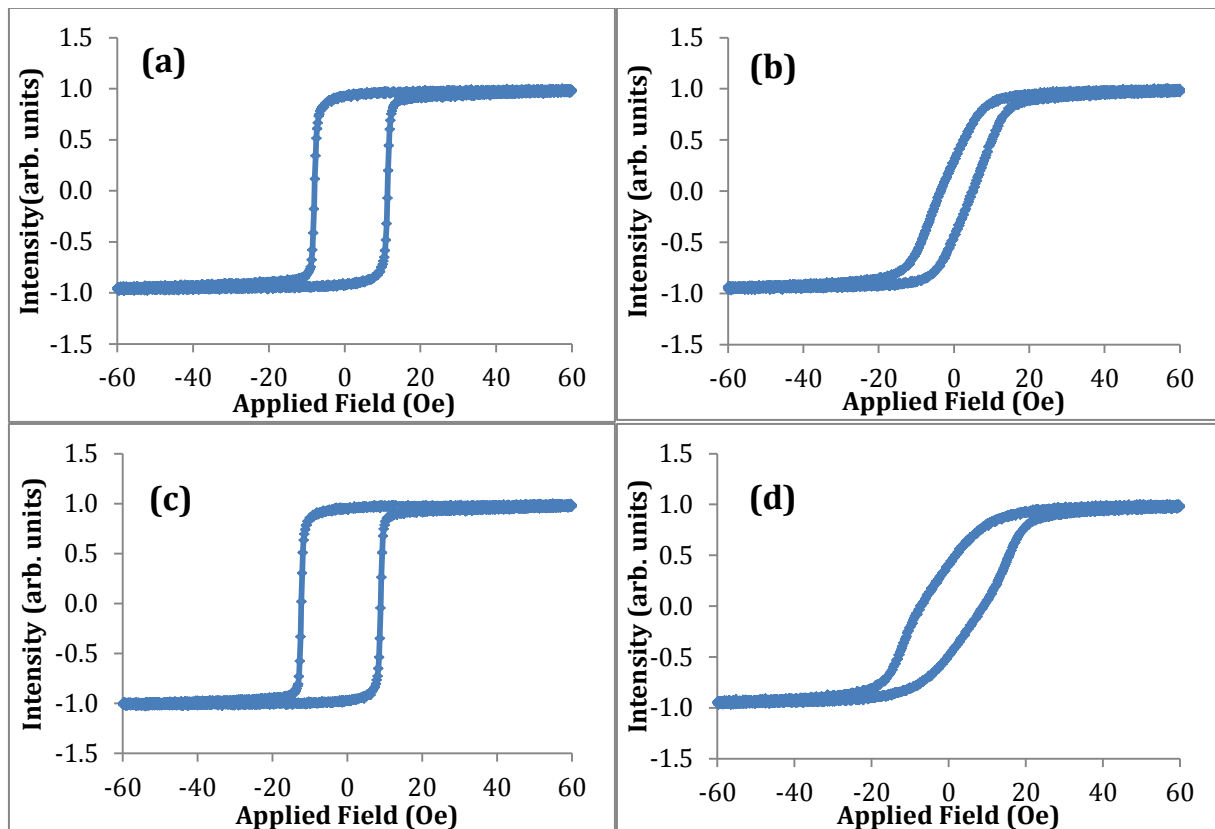 (a)
Intensity(arb. units)
1.5
1.0
0.5
0.0
-0.5
-1.0
-1.5
-60 -40 -20 0 20 40 60
Applied Field (Oe)
(b)
Intensity (arb. units)
1.5
1.0
0.5
0.0
-0.5
-1.0
-1.5
-60 -40 -20 0 20 40 60
Applied Field (Oe)
(c)
Intensity (arb. units)
1.5
1.0
0.5
0.0
-0.5
-1.0
-1.5
-60 -40 -20 0 20 40 60
Applied Field (Oe)
(d)
Intensity (arb. units)
1.5
1.0
0.5
0.0
-0.5
-1.0
-1.5
-60 -40 -20 0 20 40 60
Applied Field (Oe)